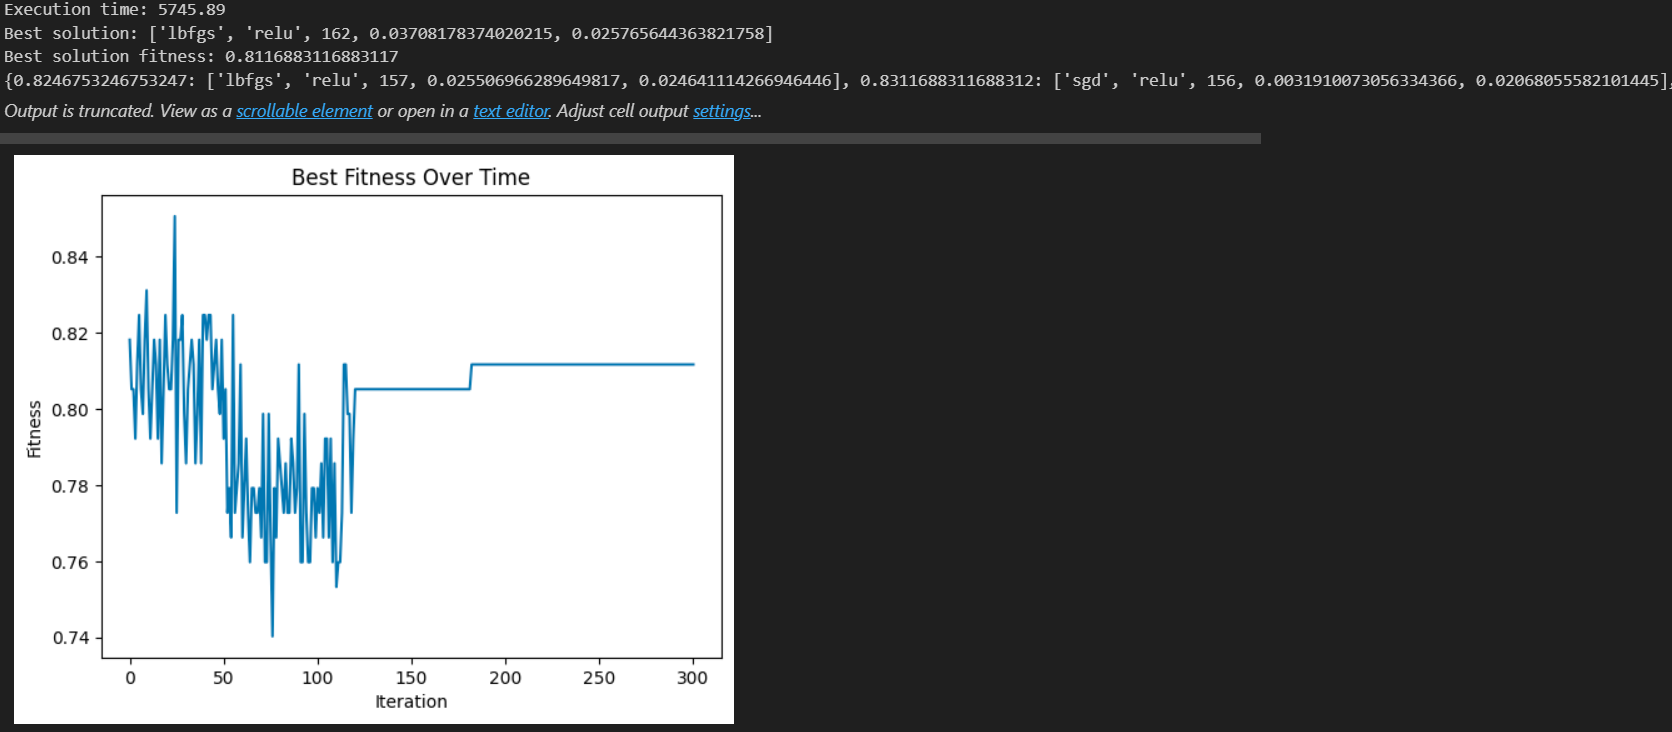 Execution time: 5745.89
Best solution: ['lbfgs', 'relu', 162, 0.03708178374020215, 0.025765644363821758]
Best solution fitness: 0.8116883116883117
{0.8246753246753247: ['lbfgs', 'relu', 157, 0.025506966289649817, 0.024641114266946446], 0.8311688311688312: ['sgd', 'relu', 156, 0.0031910073056334366, 0.02068055582101445],
Output is truncated. View as a scrollable element or open in a text editor. Adjust cell output settings...
Best Fitness Over Time
0.84
0.82
0.80
0.78
0.76
0.74
Fitness
0 50 100 150 200 250 300
Iteration